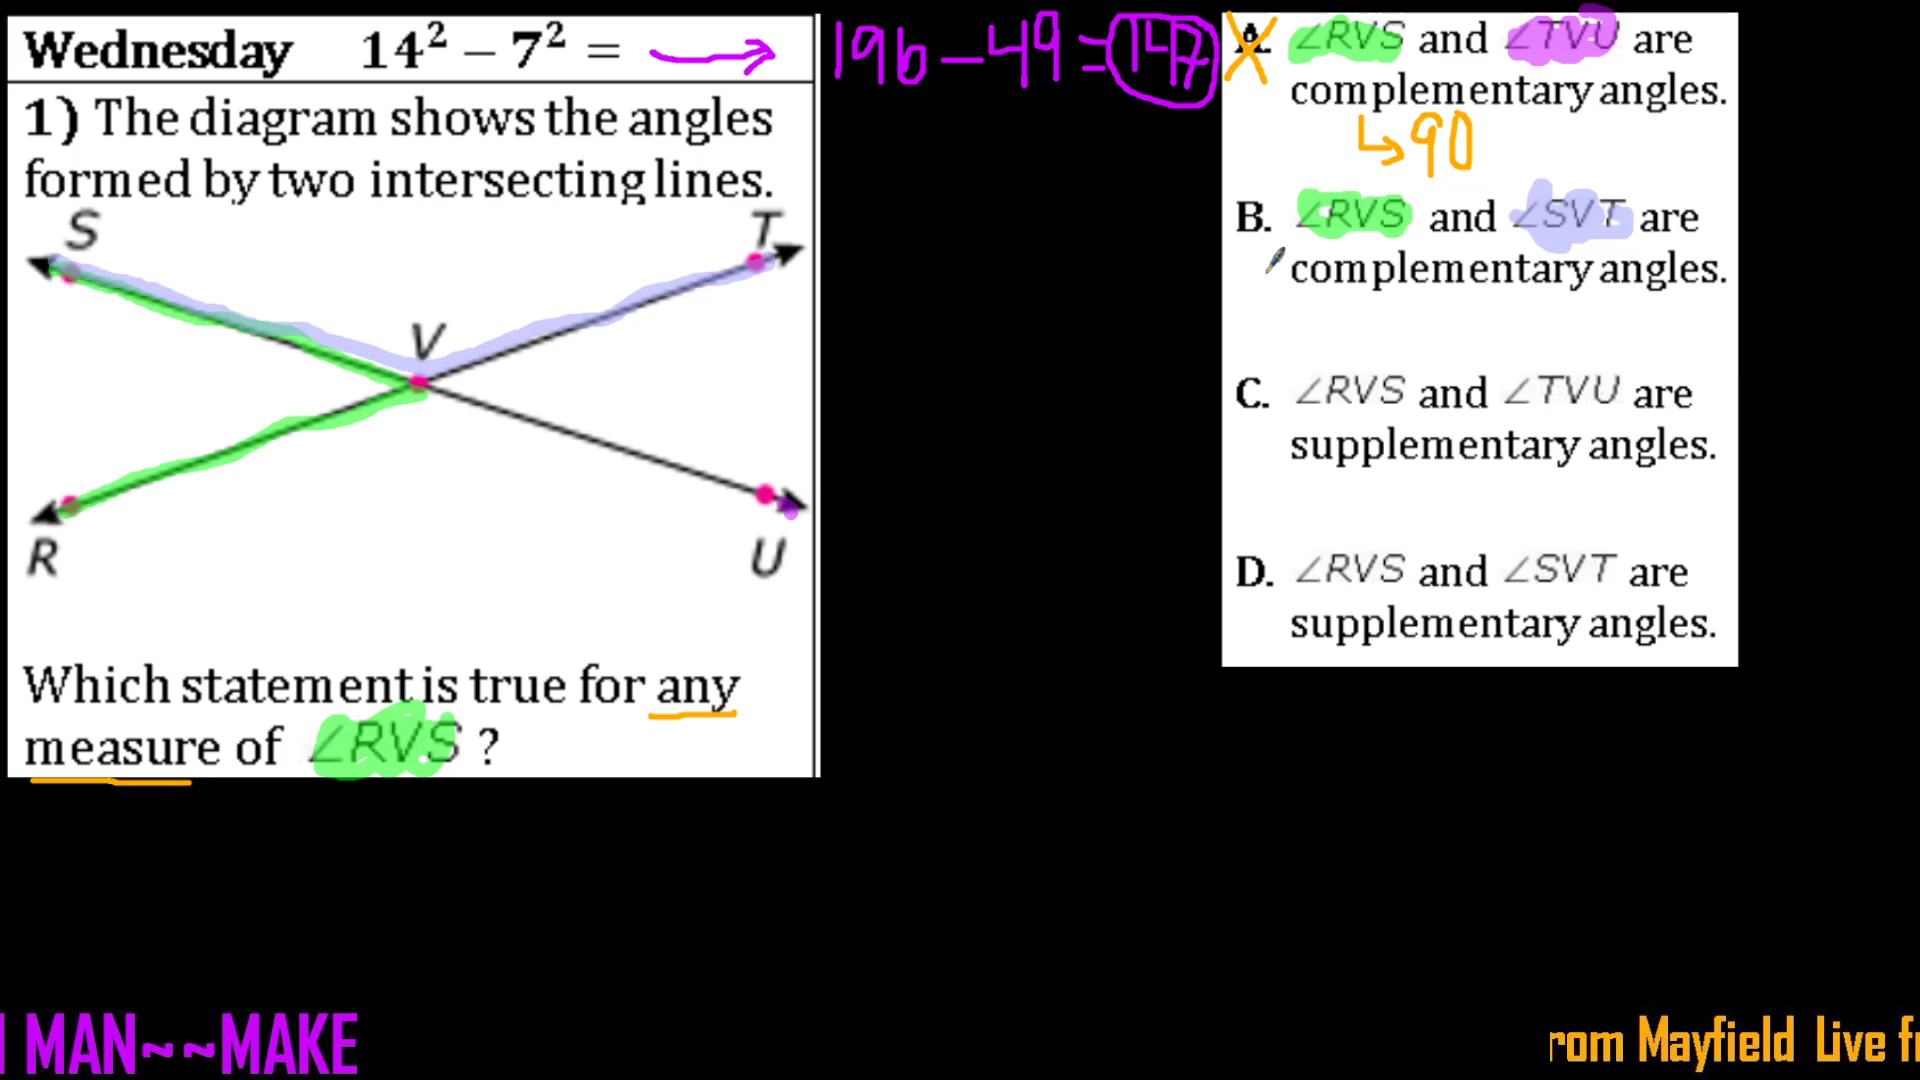 Wednesday 14² − 7² =
196 − 49 = 147
1) The diagram shows the angles
formed by two intersecting lines.
S
T
V
R
U
Which statement is true for any
measure of ∠RVS ?
A. ∠RVS and ∠TVU are
complementary angles.
90
B. ∠RVS and ∠SVT are
complementary angles.
C. ∠RVS and ∠TVU are
supplementary angles.
D. ∠RVS and ∠SVT are
supplementary angles.
MAN~~MAKE
rom Mayfield Live f